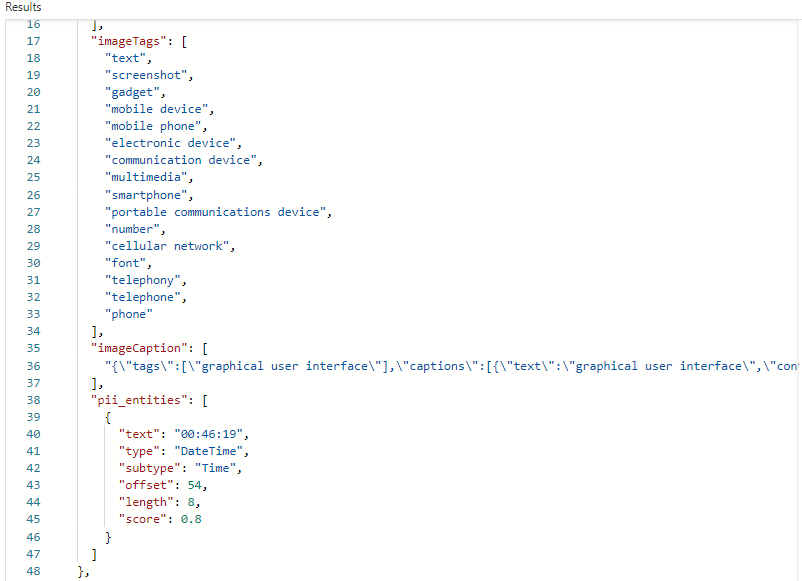 Results
16 ],
17 "imageTags": [
18 "text",
19 "screenshot",
20 "gadget",
21 "mobile device",
22 "mobile phone",
23 "electronic device",
24 "communication device",
25 "multimedia",
26 "smartphone",
27 "portable communications device",
28 "number",
29 "cellular network",
30 "font",
31 "telephony",
32 "telephone",
33 "phone"
34 ],
35 "imageCaption": [
36 "{\"tags\":[\"graphical user interface\"],\"captions\":[{\"text\":\"graphical user interface\",\"con
37 ],
38 "pii_entities": [
39 {
40 "text": "00:46:19",
41 "type": "DateTime",
42 "subtype": "Time",
43 "offset": 54,
44 "length": 8,
45 "score": 0.8
46 }
47 ]
48 },